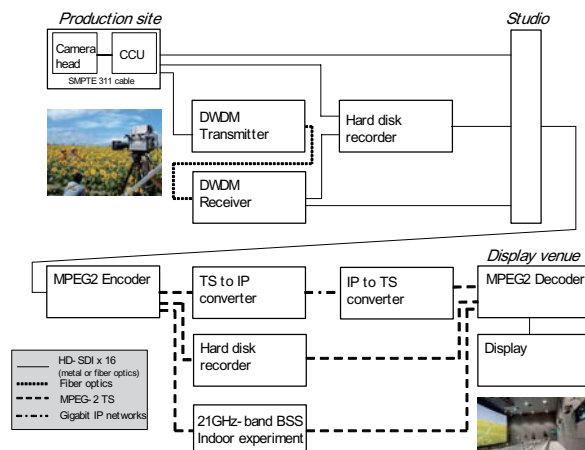 Production site
Studio
Camera
head
CCU
SMPTE 311 cable
DWDM
Transmitter
Hard disk
recorder
DWDM
Receiver
Display venue
MPEG2 Encoder
TS to IP
converter
IP to TS
converter
MPEG2 Decoder
Hard disk
recorder
Display
21GHz-band BSS
Indoor experiment
HD-SDI x 16
(metal or fiber optics)
Fiber optics
MPEG-2 TS
Gigabit IP networks